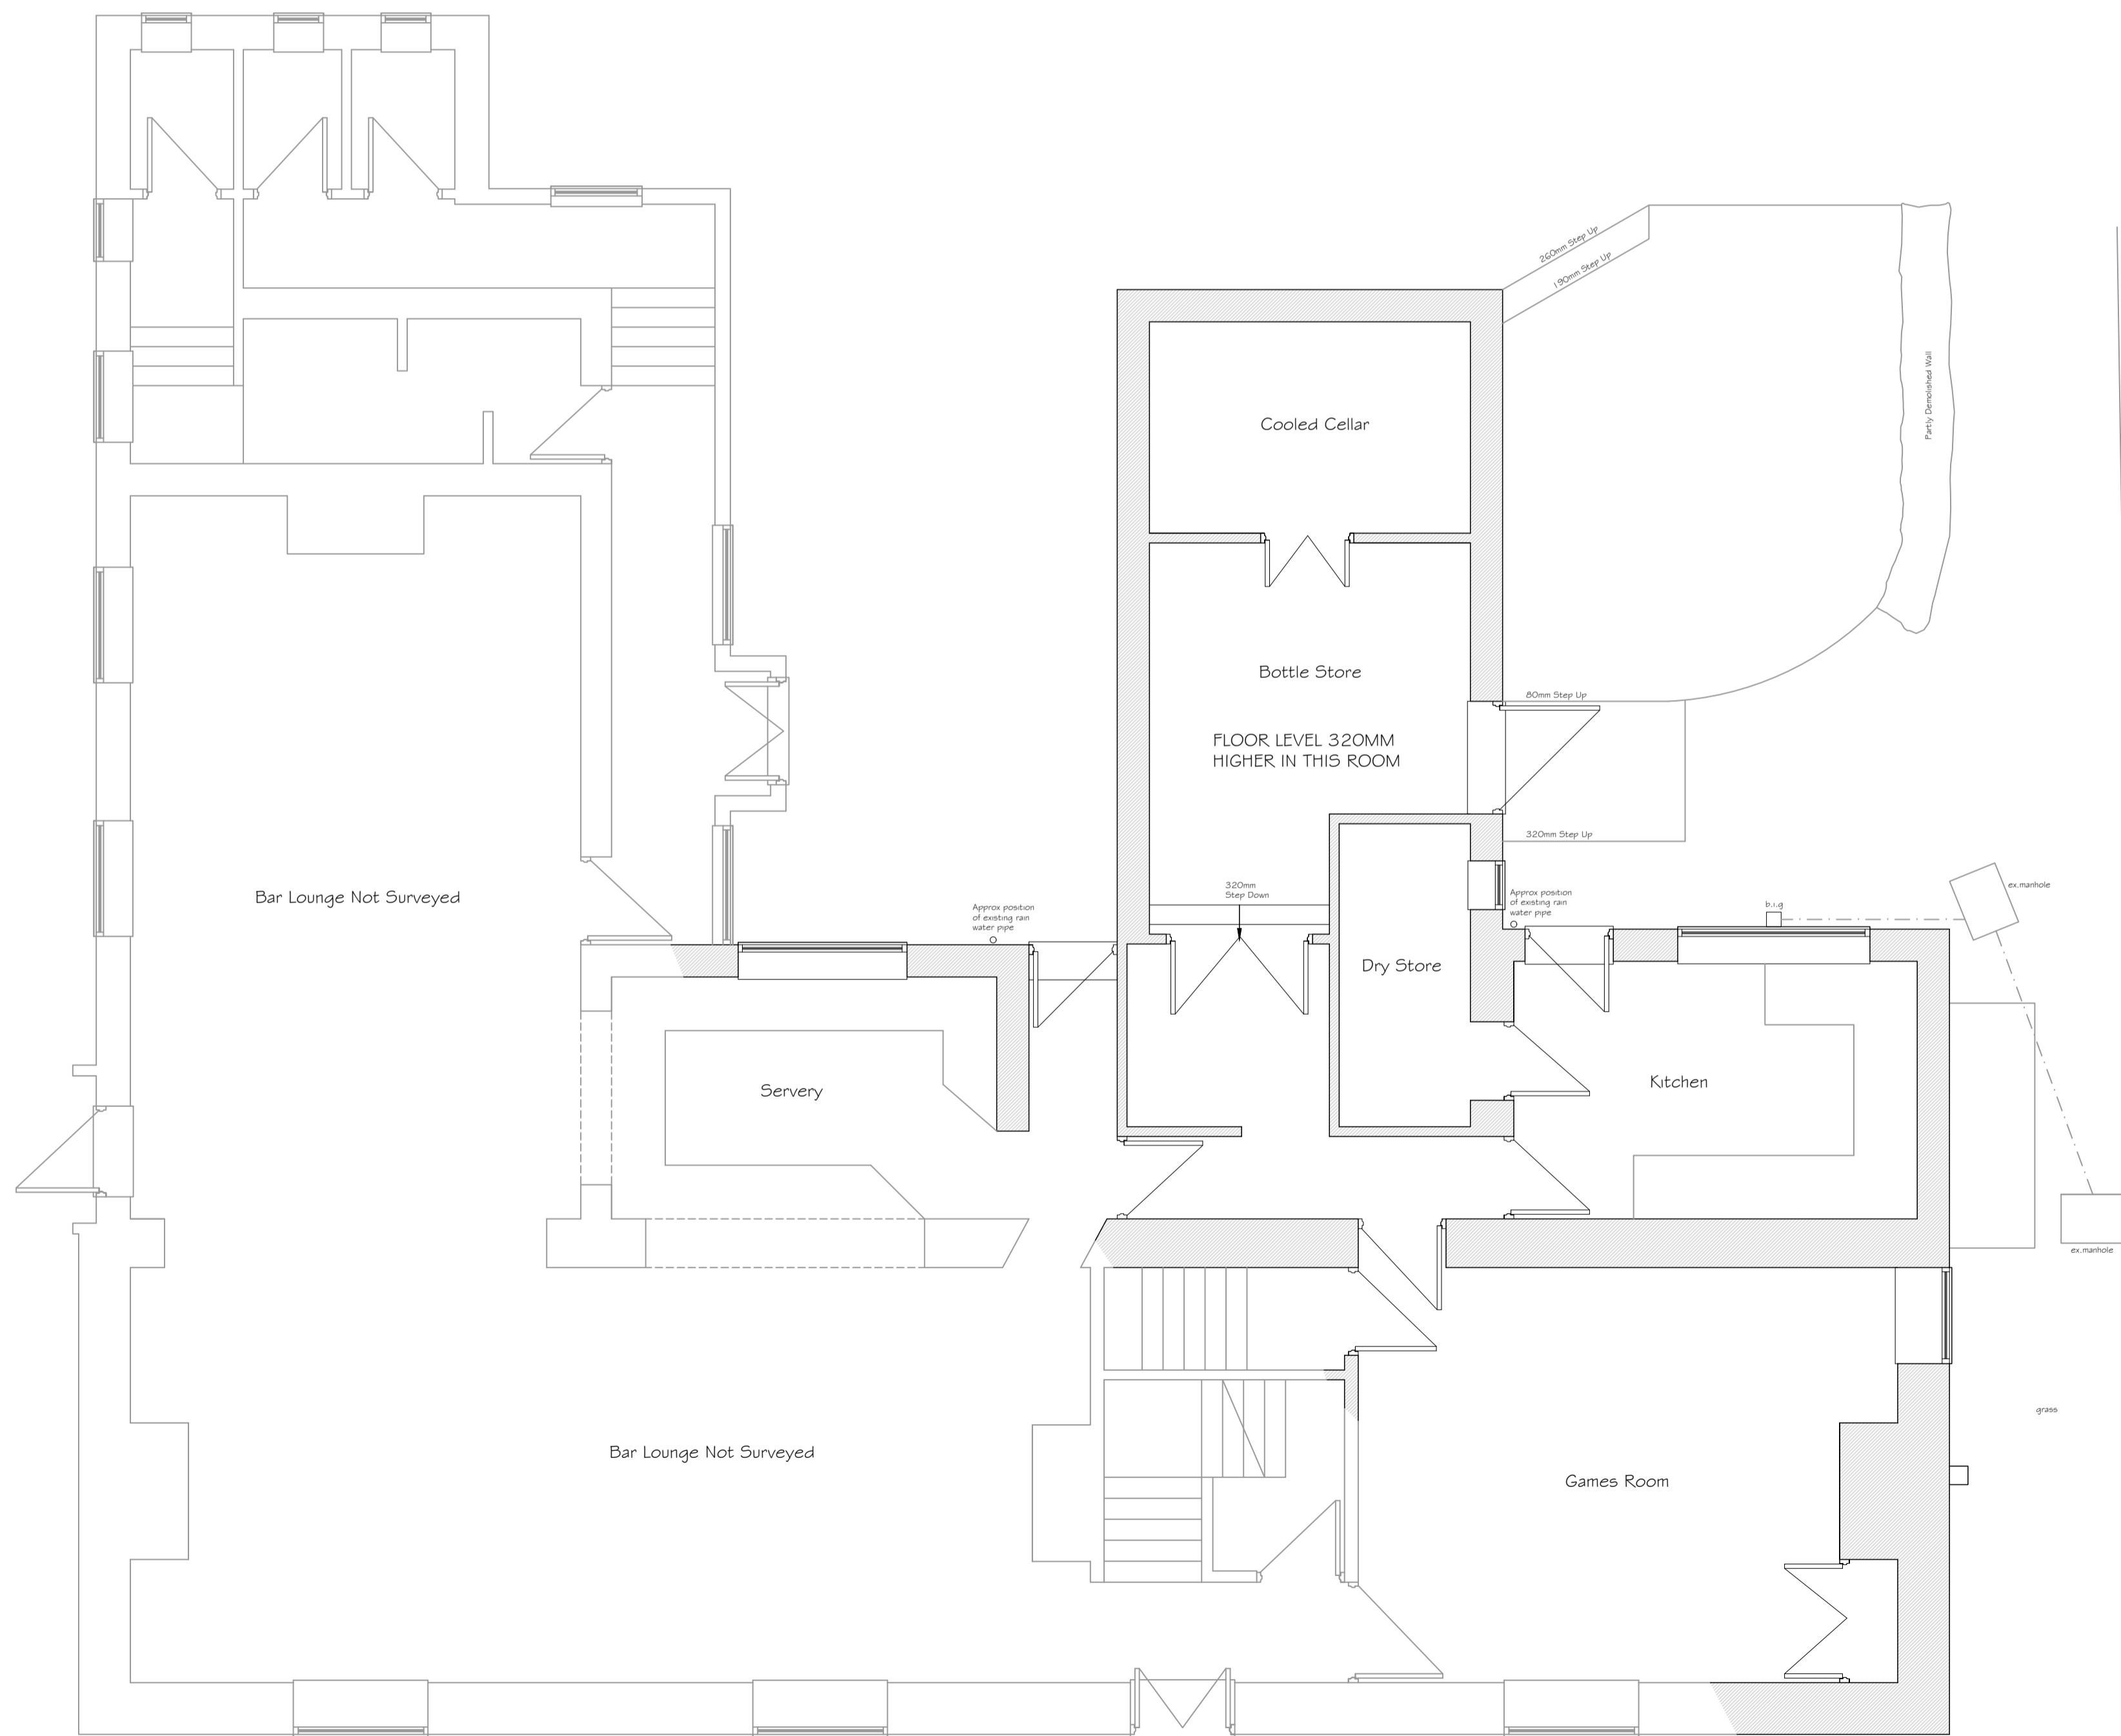 260mm Step Up
190mm Step Up
Partly Demolished Wall
Cooled Cellar
Bottle Store
80mm Step Up
FLOOR LEVEL 320MM
HIGHER IN THIS ROOM
320mm Step Up
320mm
Step Down
Approx position
of existing rain
water pipe
ex.manhole
b.i.g
Bar Lounge Not Surveyed
Approx position
of existing rain
water pipe
Dry Store
Kitchen
Servery
ex.manhole
grass
Bar Lounge Not Surveyed
Games Room